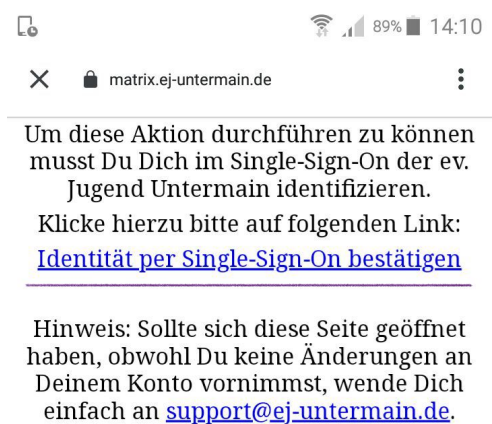 89% 14:10
matrix.ej-untermain.de
Um diese Aktion durchführen zu können
musst Du Dich im Single-Sign-On der ev.
Jugend Untermain identifizieren.
Klicke hierzu bitte auf folgenden Link:
Identität per Single-Sign-On bestätigen
Hinweis: Sollte sich diese Seite geöffnet
haben, obwohl Du keine Änderungen an
Deinem Konto vornimmst, wende Dich
einfach an support@ej-untermain.de.